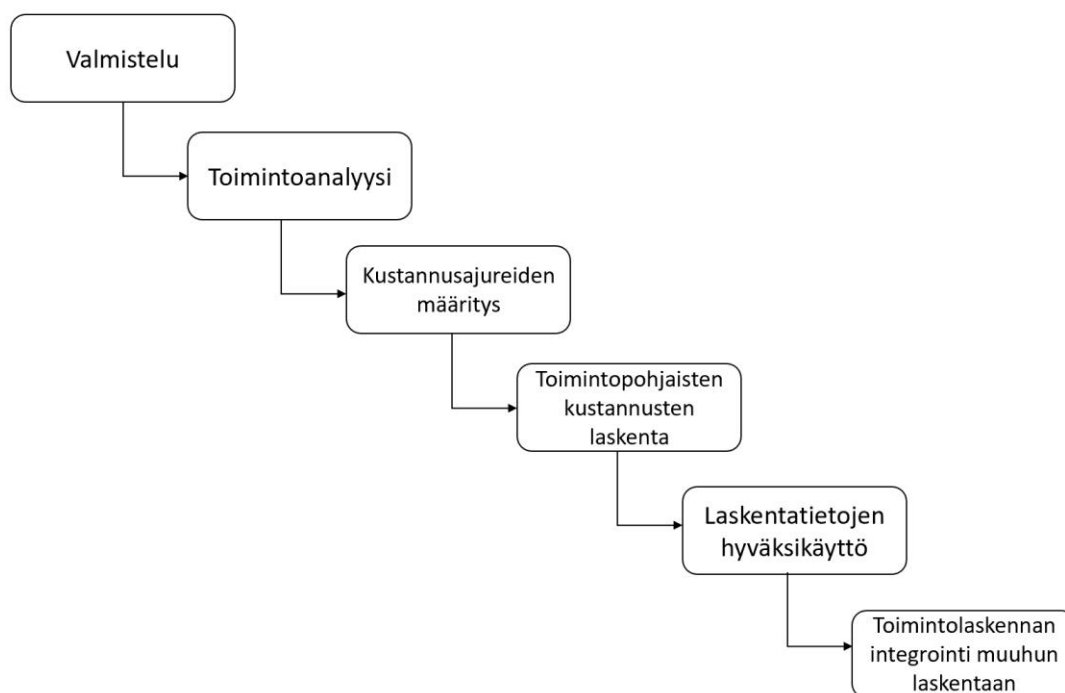 Valmistelu
Toimintoanalyysi
Kustannusajureiden
määritys
Toimintopohjaisten
kustannusten
laskenta
Laskentatietojen
hyväksikäyttö
Toimintolaskennan
integrointi muuhun
laskentaan